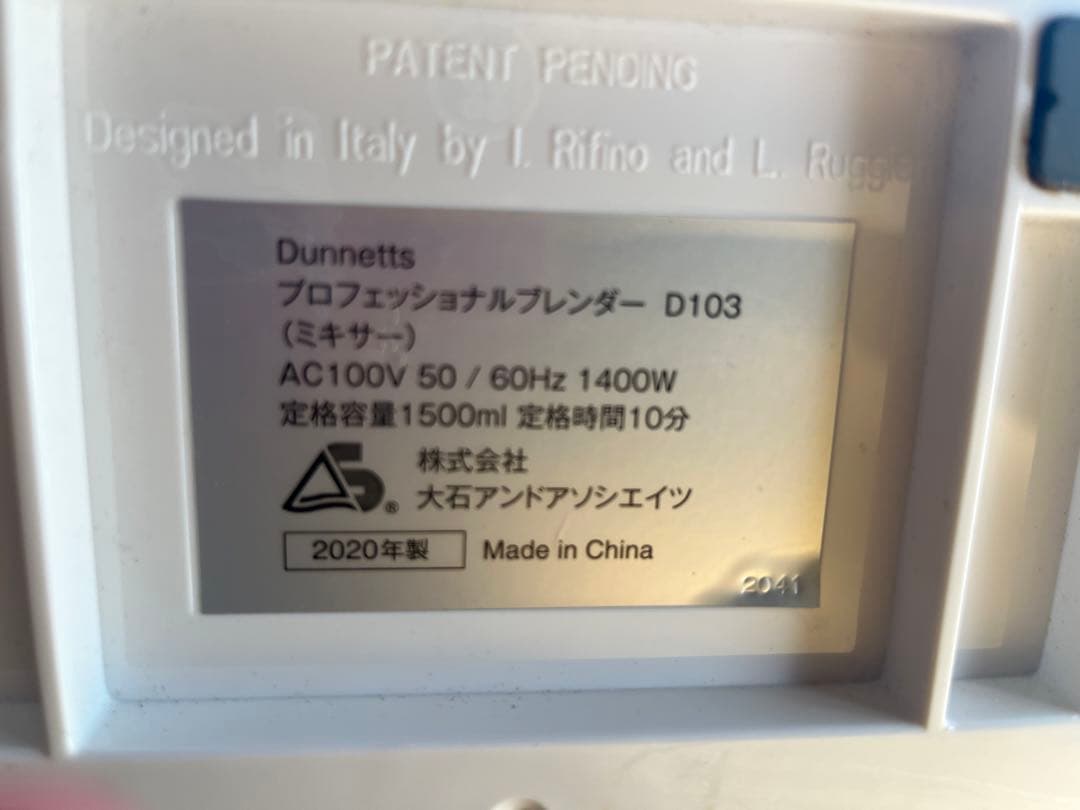 PATENT PENDING
Designed in Italy by I. Rifino and L.
Dunnetts
プロフェッショナルブレンダー D103
(ミキサー)
AC100V 50 / 60Hz 1400W
定格容量1500ml 定格時間10分
株式会社
大石アンドアソシエイツ
®
2020年製 Made in China
2041